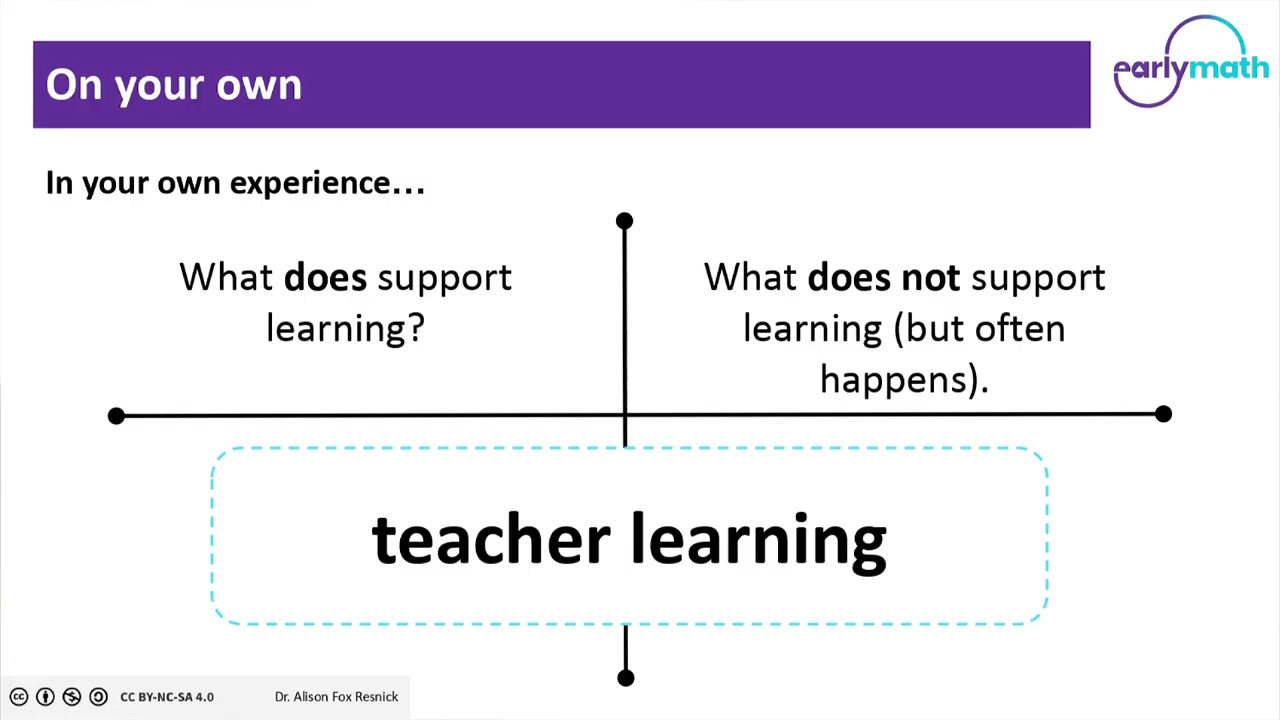 On your own
earlymath
In your own experience...
What does support
learning?
What does not support
learning (but often
happens).
teacher learning
CC BY-NC-SA 4.0
Dr. Alison Fox Resnick